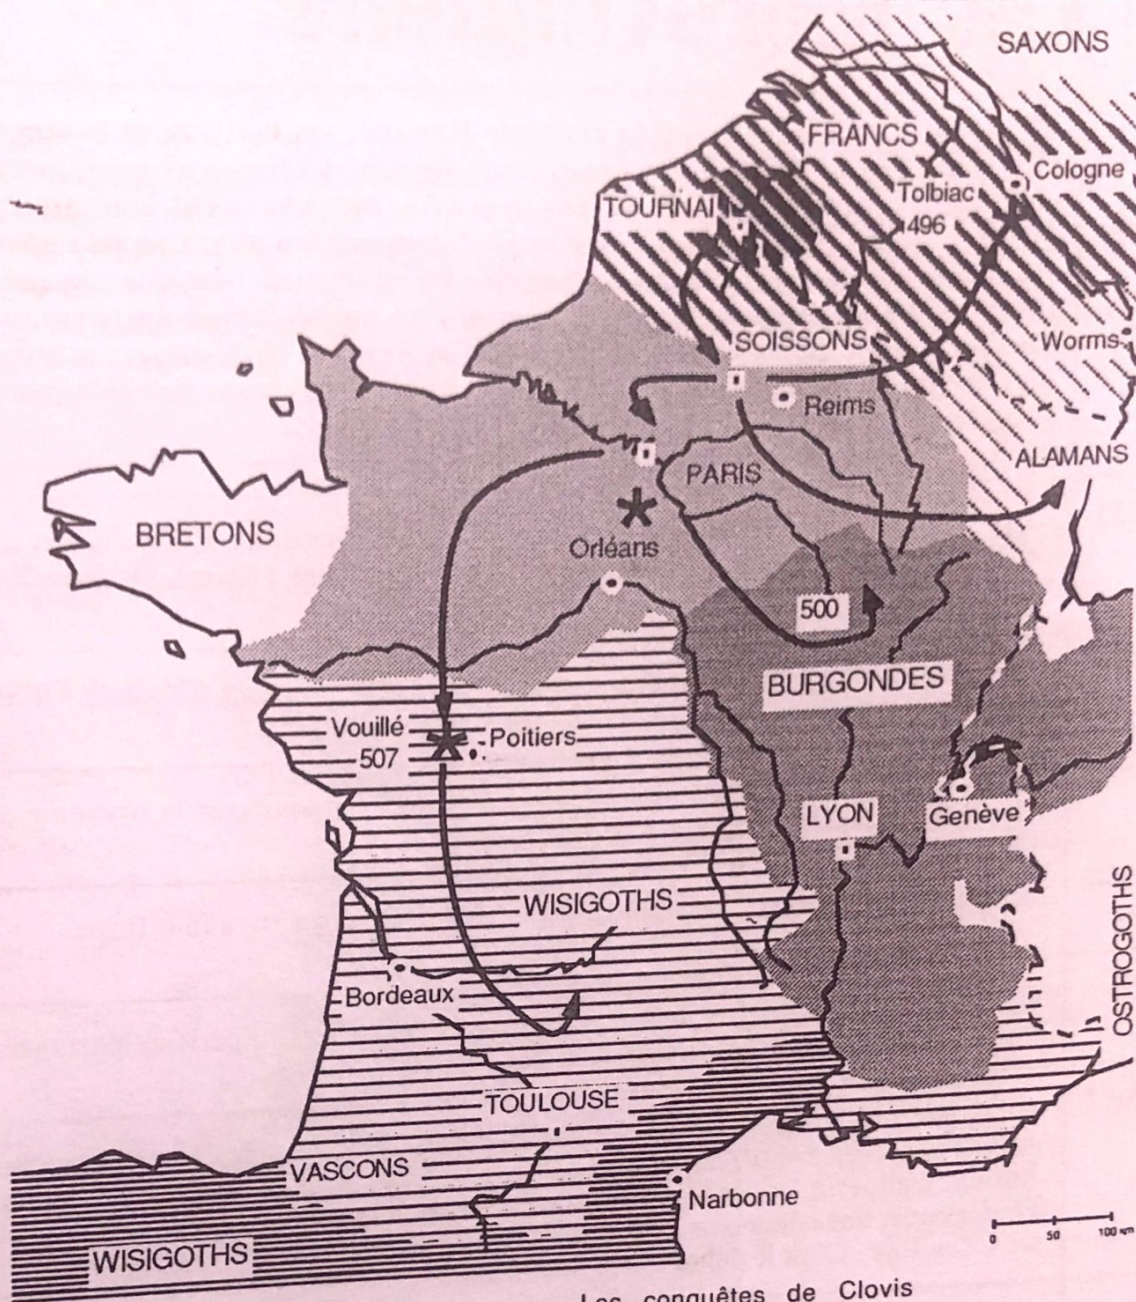 SAXONS
FRANCS
Cologne
Tolbiac
496
TOURNAI
SOISSONS
Worms
Reims
ALAMANS
PARIS
BRETONS
Orléans
500
BURGONDES
Vouillé
507
Poitiers
LYON
Genève
WISIGOTHS
OSTROGOTHS
Bordeaux
TOULOUSE
VASCONS
Narbonne
WISIGOTHS
0 50 100 km
Les conquêtes de Clovis